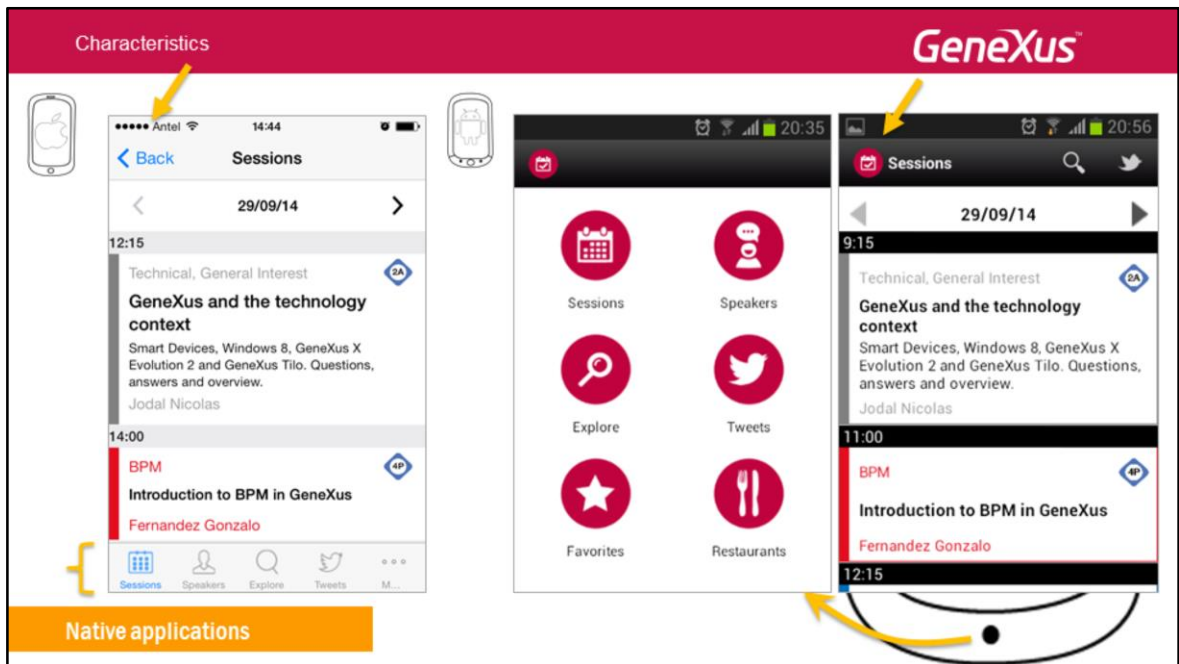 Characteristics
GeneXus™
Antel 14:44
Back Sessions
29/09/14
12:15
Technical, General Interest
2A
GeneXus and the technology
context
Smart Devices, Windows 8, GeneXus X
Evolution 2 and GeneXus Tilo. Questions,
answers and overview.
Jodal Nicolas
14:00
BPM
4P
Introduction to BPM in GeneXus
Fernandez Gonzalo
Sessions Speakers Explore Tweets M...
20:35
Sessions Speakers
Explore Tweets
Favorites Restaurants
20:56
Sessions
29/09/14
9:15
Technical, General Interest
2A
GeneXus and the technology
context
Smart Devices, Windows 8, GeneXus X
Evolution 2 and GeneXus Tilo. Questions,
answers and overview.
Jodal Nicolas
11:00
BPM
4P
Introduction to BPM in GeneXus
Fernandez Gonzalo
12:15
Native applications